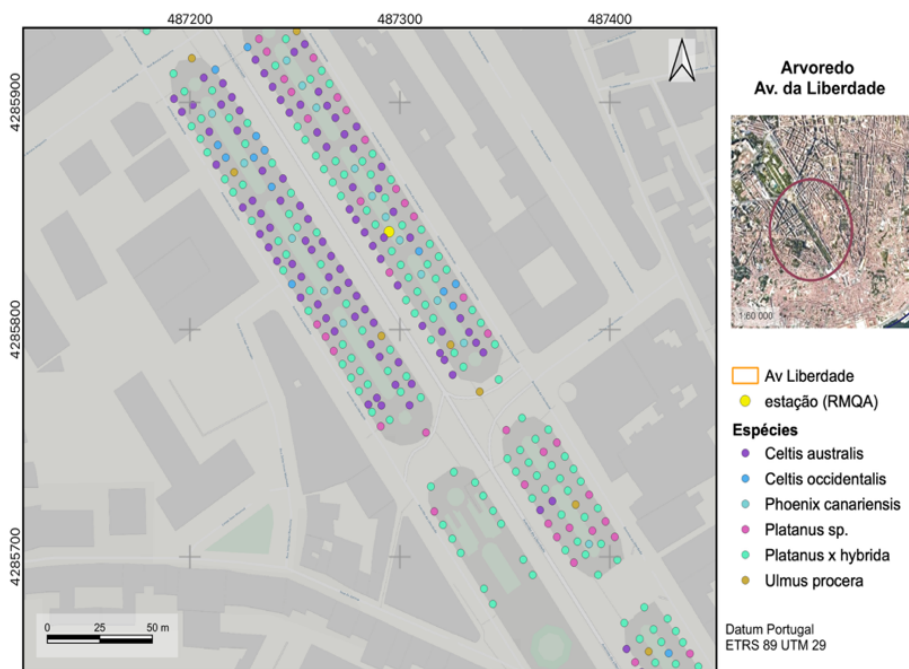 487200
487300
487400
4285900
4285800
4285700
0 25 50 m
Arvoredo
Av. da Liberdade
1:60 000
Av Liberdade
estação (RMQA)
Espécies
Celtis australis
Celtis occidentalis
Phoenix canariensis
Platanus sp.
Platanus x hybrida
Ulmus procera
Datum Portugal
ETRS 89 UTM 29